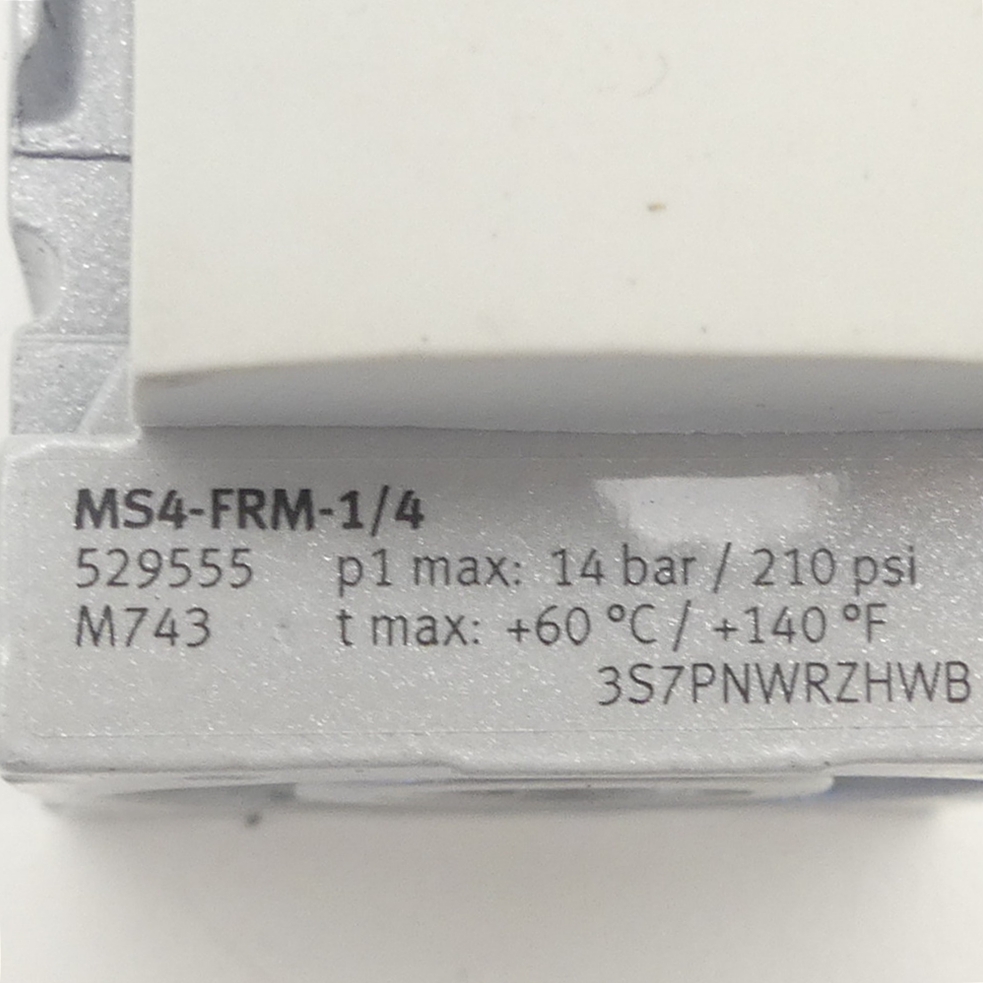 MS4-FRM-1/4
529555 p1 max: 14 bar / 210 psi
M743 t max: +60 °C / +140 °F
3S7PNWRZHWB